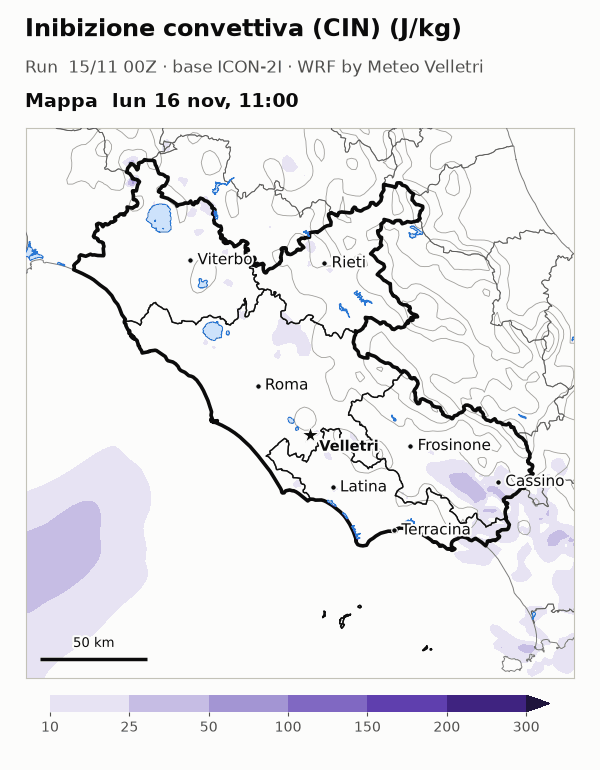 Inibizione convettiva (CIN) (J/kg)
Run  15/11 00Z · base ICON-2I · WRF by Meteo Velletri
Mappa  lun 16 nov, 11:00
Viterbo
Rieti
Roma
Velletri
Frosinone
Cassino
Latina
Terracina
50 km
10 25 50 100 150 200 300